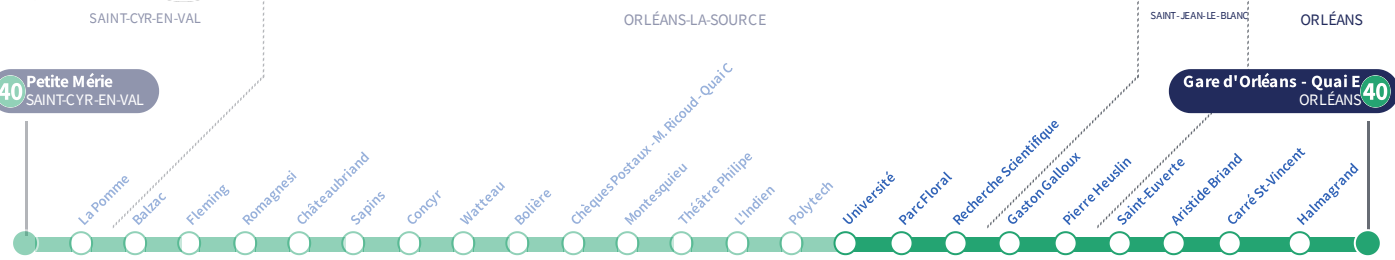 SAINT-CYR-EN-VAL
ORLÉANS-LA-SOURCE
SAINT-JEAN-LE-BLANC
ORLÉANS
40
Petite Mérie
SAINT-CYR-EN-VAL
Gare d'Orléans - Quai E
ORLÉANS
40
La Pomme
Balzac
Fleming
Romagnesi
Châteaubriand
Sapins
Concyr
Watteau
Bolière
Chèques Postaux - M. Ricoud - Quai C
Montesquieu
Théâtre Philipe
L'Indien
Polytech
Université
Parc Floral
Recherche Scientifique
Gaston Galloux
Pierre Heuslin
Saint-Euverte
Aristide Briand
Carré St-Vincent
Halmagrand